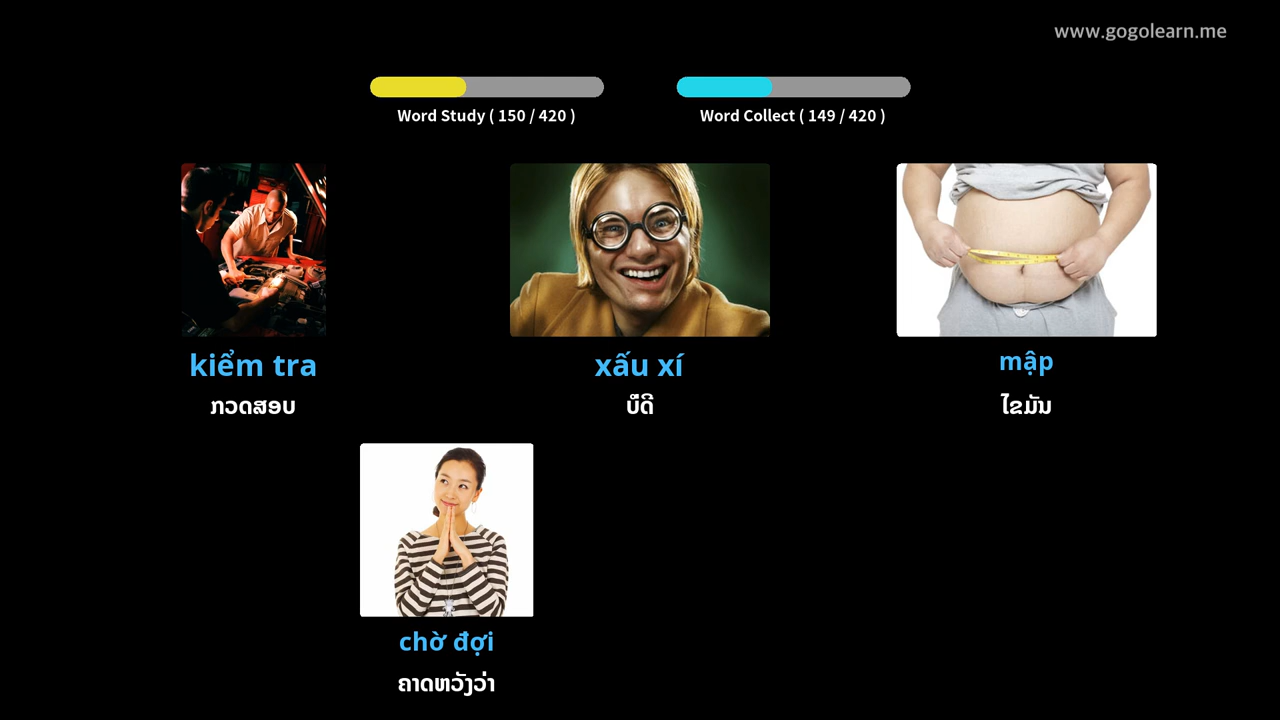 www.gogolearn.me
Word Study ( 150 / 420 )
Word Collect ( 149 / 420 )
kiểm tra
ກວດສອບ
xấu xí
ບໍ່ດີ
mập
ໄຂມັນ
chờ đợi
ຄາດຫວັງວ່າ